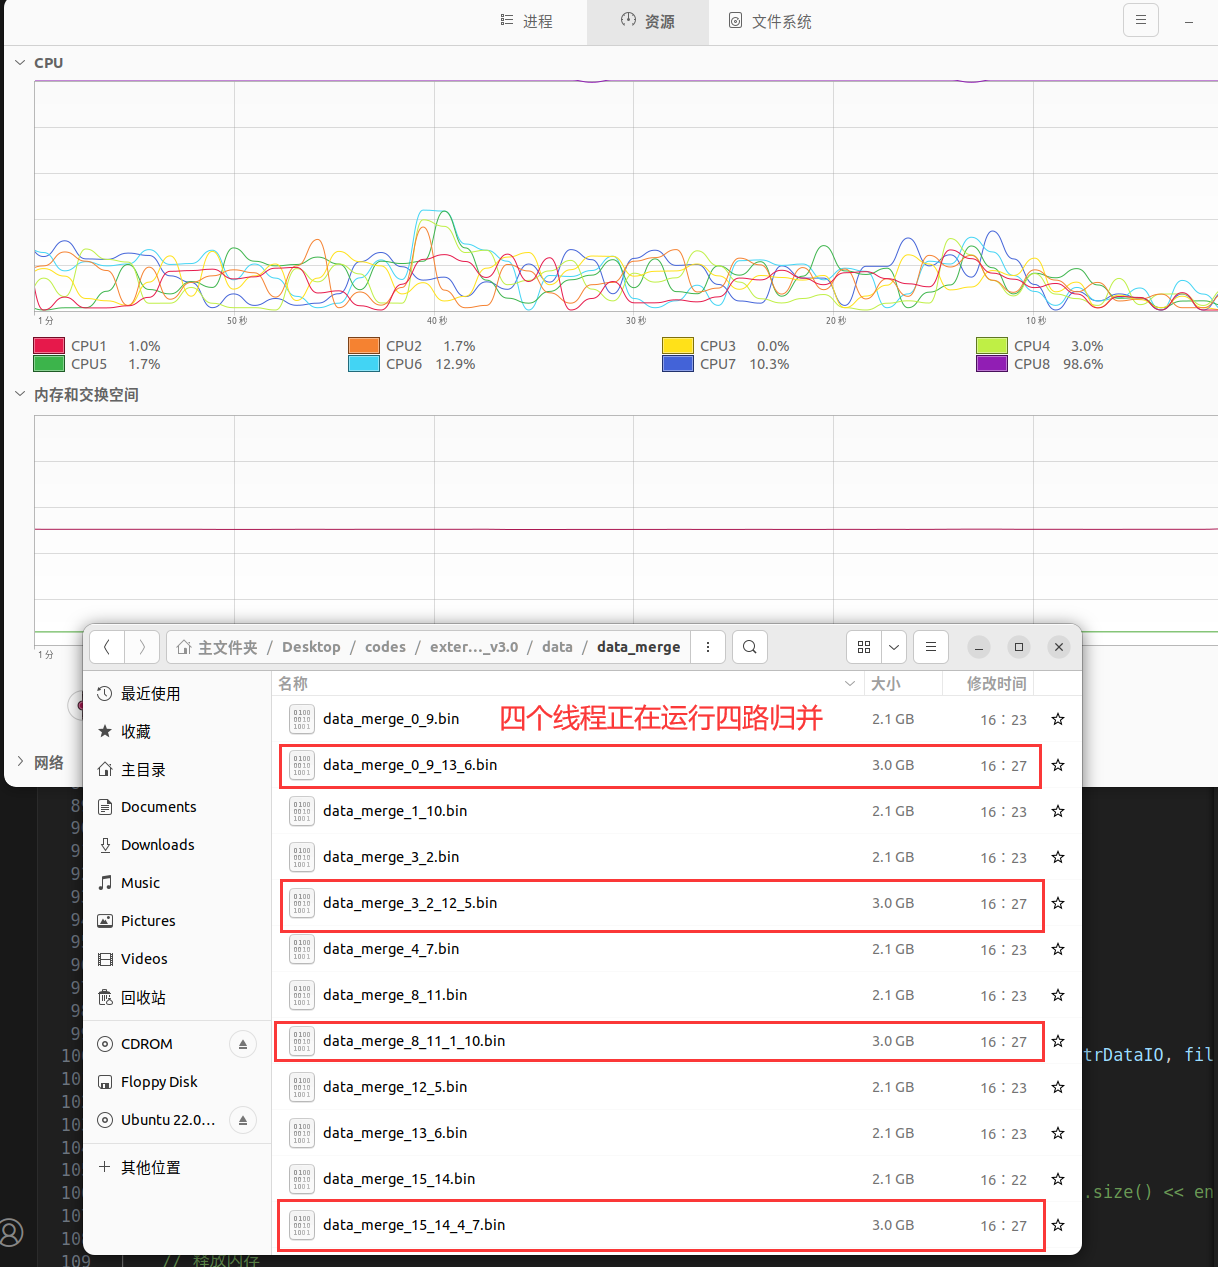 进程
资源
文件系统
CPU
1 分
50 秒
40 秒
30 秒
20 秒
10 秒
CPU1 1.0%
CPU2 1.7%
CPU3 0.0%
CPU4 3.0%
CPU5 1.7%
CPU6 12.9%
CPU7 10.3%
CPU8 98.6%
内存和交换空间
1 分
网络
主文件夹 / Desktop / codes / exter..._v3.0 / data / data_merge
最近使用
收藏
主目录
Documents
Downloads
Music
Pictures
Videos
回收站
CDROM
Floppy Disk
Ubuntu 22.0...
其他位置
名称 大小 修改时间
四个线程正在运行四路归并
data_merge_0_9.bin 2.1 GB 16：23
data_merge_0_9_13_6.bin 3.0 GB 16：27
data_merge_1_10.bin 2.1 GB 16：23
data_merge_3_2.bin 2.1 GB 16：23
data_merge_3_2_12_5.bin 3.0 GB 16：27
data_merge_4_7.bin 2.1 GB 16：23
data_merge_8_11.bin 2.1 GB 16：23
data_merge_8_11_1_10.bin 3.0 GB 16：27
data_merge_12_5.bin 2.1 GB 16：23
data_merge_13_6.bin 2.1 GB 16：23
data_merge_15_14.bin 2.1 GB 16：22
data_merge_15_14_4_7.bin 3.0 GB 16：27
trDataIO, fil
.size() << en
109 // 释放内存